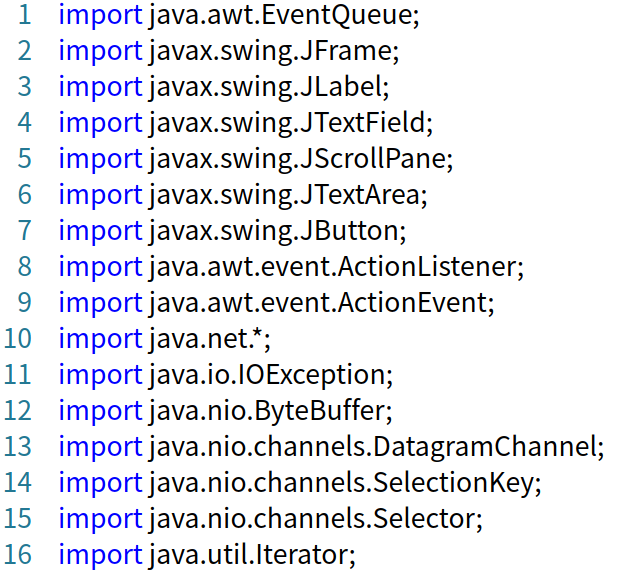 1 import java.awt.EventQueue;
2 import javax.swing.JFrame;
3 import javax.swing.JLabel;
4 import javax.swing.JTextField;
5 import javax.swing.JScrollPane;
6 import javax.swing.JTextArea;
7 import javax.swing.JButton;
8 import java.awt.event.ActionListener;
9 import java.awt.event.ActionEvent;
10 import java.net.*;
11 import java.io.IOException;
12 import java.nio.ByteBuffer;
13 import java.nio.channels.DatagramChannel;
14 import java.nio.channels.SelectionKey;
15 import java.nio.channels.Selector;
16 import java.util.Iterator;